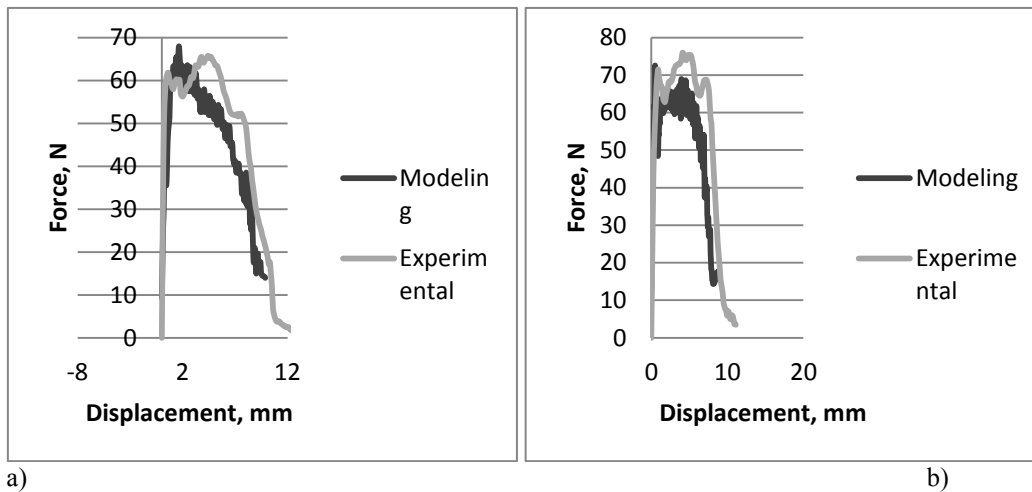 70
60
50
40
30
20
10
0
Force, N
-8 2 12
Displacement, mm
Modelin
g
Experim
ental
80
70
60
50
40
30
20
10
0
Force, N
0 10 20
Displacement, mm
Modeling
Experime
ntal
a) b)